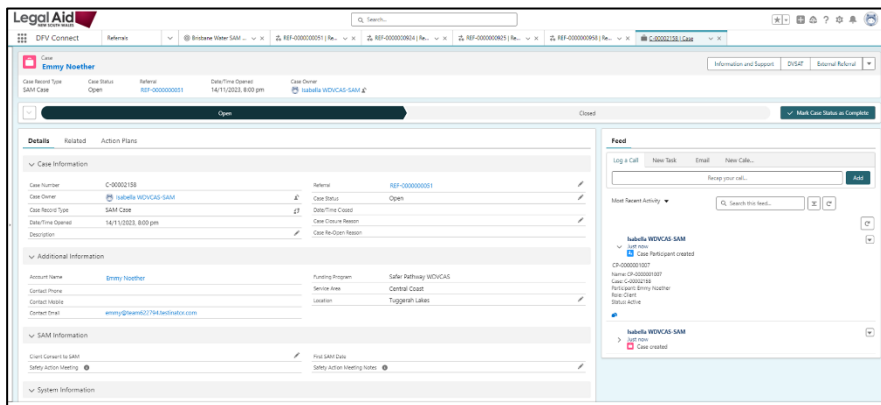 Legal Aid
NEW SOUTH WALES
Search...
DFV Connect
Referrals
Brisbane Water SAM ...
REF-0000000051 | Re...
REF-0000000924 | Re...
REF-0000000925 | Re...
REF-0000000958 | Re...
C-00002158 | Case
Case
Emmy Noether
Information and Support
DVSAT
External Referral
Case Record Type
Case Status
Referral
Date/Time Opened
Case Owner
SAM Case
Open
REF-0000000051
14/11/2023, 8:00 pm
Isabella WDVCAS-SAM
Open
Closed
Mark Case Status as Complete
Details
Related
Action Plans
Case Information
Case Number
C-00002158
Referral
REF-0000000051
Case Owner
Isabella WDVCAS-SAM
Case Status
Open
Case Record Type
SAM Case
Date/Time Closed
Date/Time Opened
14/11/2023, 8:00 pm
Case Closure Reason
Description
Case Re-Open Reason
Additional Information
Account Name
Emmy Noether
Funding Program
Safer Pathway WDVCAS
Contact Phone
Service Area
Central Coast
Contact Mobile
Location
Tuggerah Lakes
Contact Email
SAM Information
Client Consent to SAM
First SAM Date
Safety Action Meeting
Safety Action Meeting Notes
System Information
Feed
Log a Call
New Task
Email
New Cale...
Recap your call...
Add
Most Recent Activity
Search this feed...
Isabella WDVCAS-SAM
Just now
Case Participant created
CP-0000001007
Name: CP-0000001007
Case: C-00002158
Participant: Emmy Noether
Role: Client
Status: Active
Isabella WDVCAS-SAM
Just now
Case created